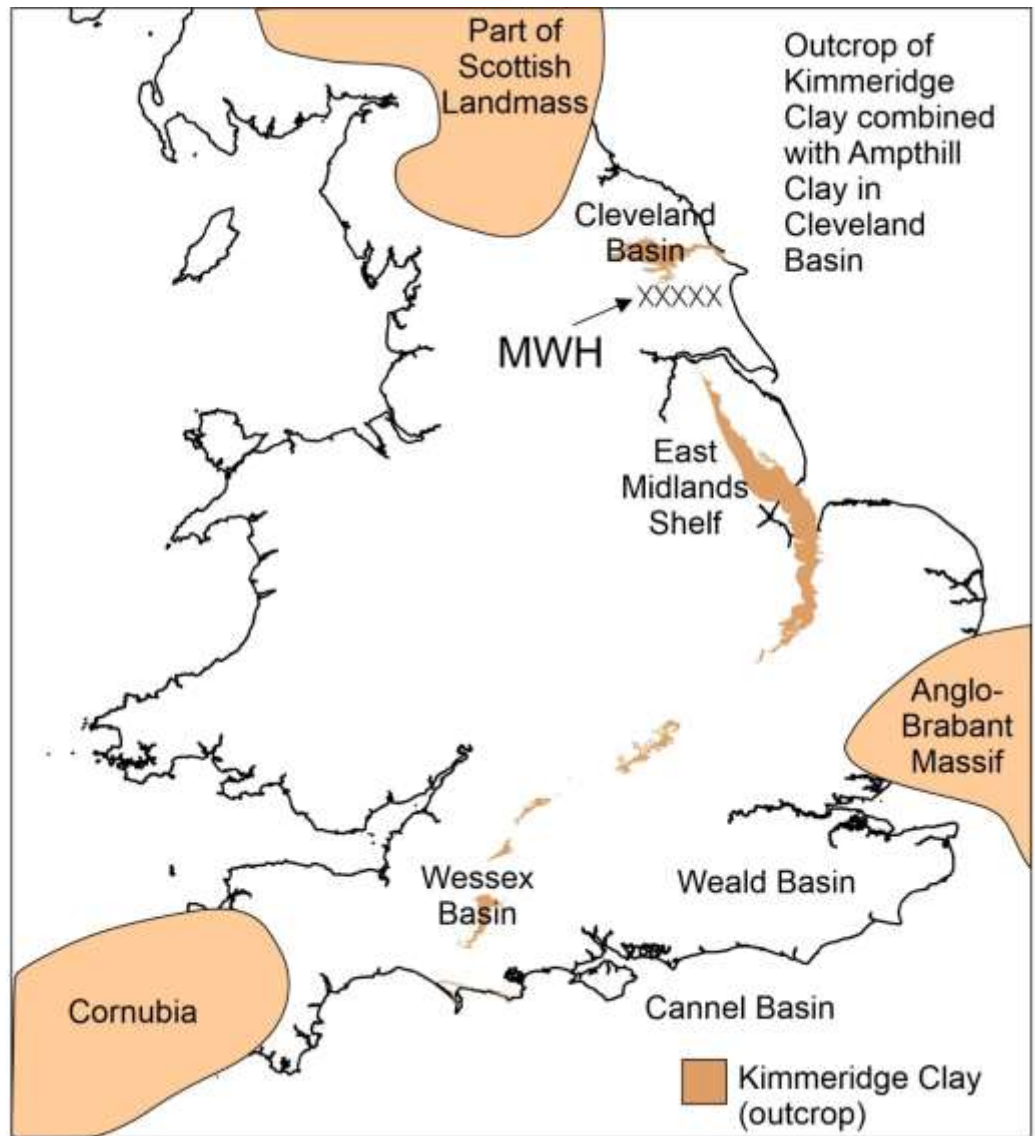 Part of
Scottish
Landmass
Outcrop of
Kimmeridge
Clay combined
with Ampthill
Clay in
Cleveland
Basin
Cleveland
Basin
XXXXX
MWH
East
Midlands
Shelf
Anglo-
Brabant
Massif
Wessex
Basin
Weald Basin
Cornubia
Cannel Basin
Kimmeridge Clay
(outcrop)